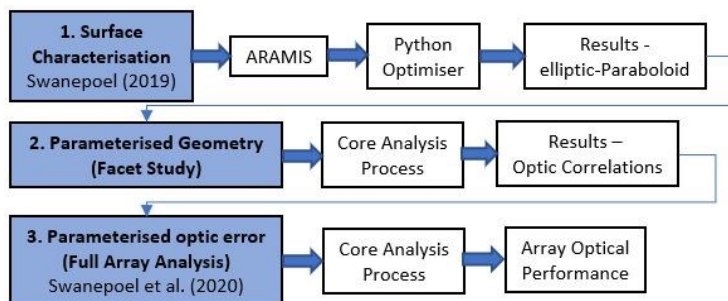 1. Surface
Characterisation
Swanepoel (2019)
ARAMIS
Python
Optimiser
Results -
elliptic-Paraboloid
2. Parameterised Geometry
(Facet Study)
Core Analysis
Process
Results –
Optic Correlations
3. Parameterised optic error
(Full Array Analysis)
Swanepoel et al. (2020)
Core Analysis
Process
Array Optical
Performance